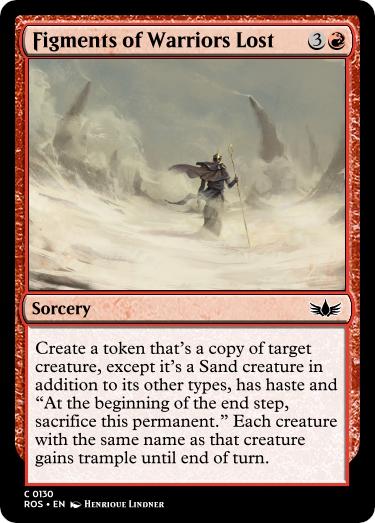 Figments of Warriors Lost 3
Sorcery
Create a token that's a copy of target
creature, except it's a Sand creature in
addition to its other types, has haste and
“At the beginning of the end step,
sacrifice this permanent.” Each creature
with the same name as that creature
gains trample until end of turn.
C 0130
ROS • EN Henrique Lindner